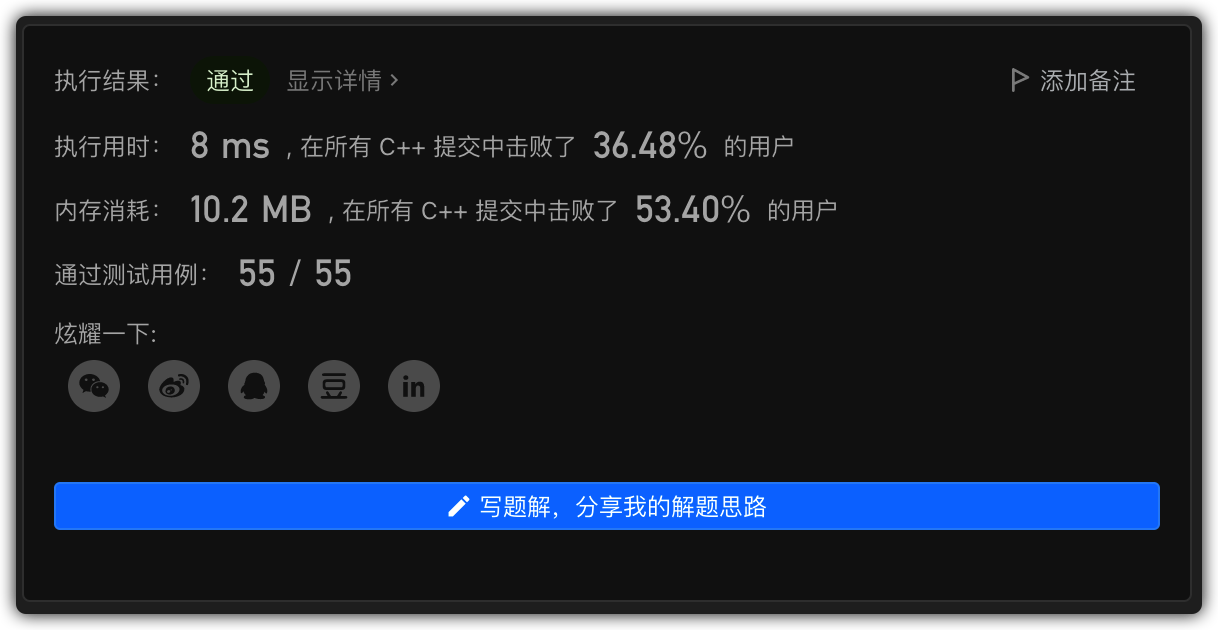 执行结果： 通过 显示详情 › 添加备注
执行用时： 8 ms , 在所有 C++ 提交中击败了 36.48% 的用户
内存消耗： 10.2 MB , 在所有 C++ 提交中击败了 53.40% 的用户
通过测试用例： 55 / 55
炫耀一下:
豆 in
写题解，分享我的解题思路